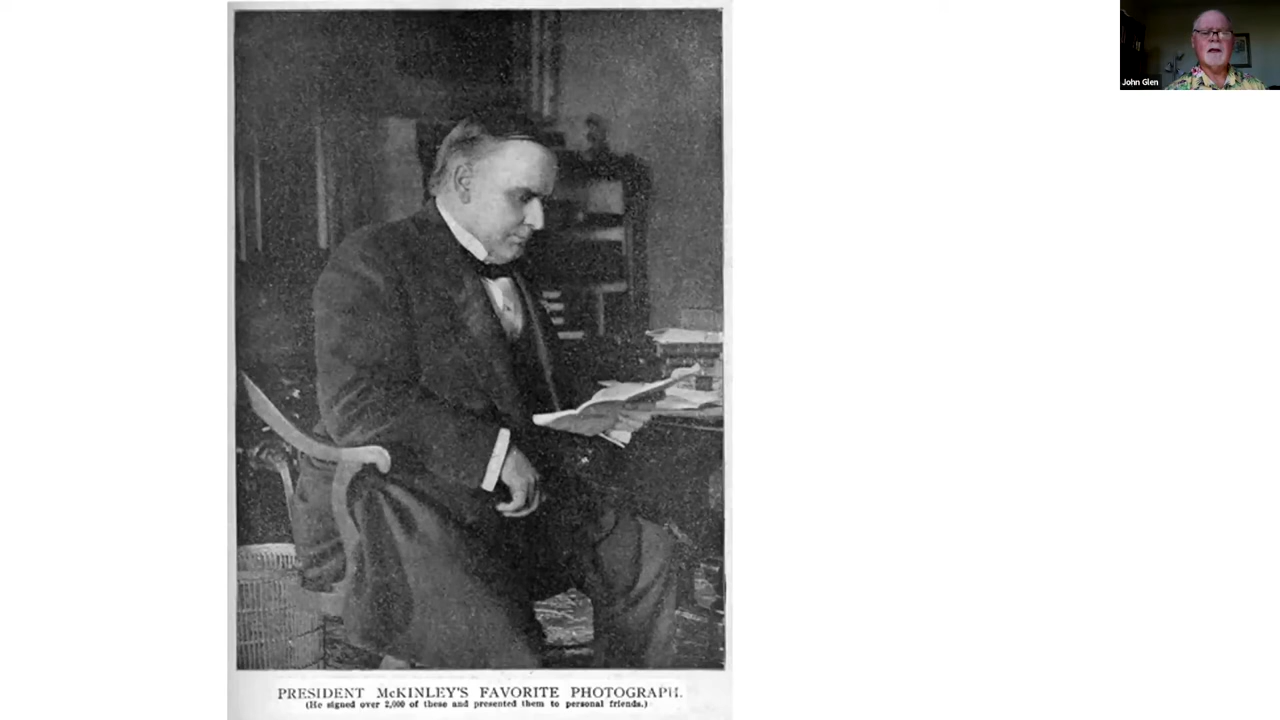 John Glen
PRESIDENT McKINLEY'S FAVORITE PHOTOGRAPH.
(He signed over 2,000 of these and presented them to personal friends.)